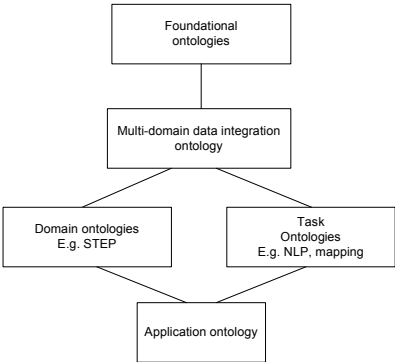 Foundational
ontologies
Multi-domain data integration
ontology
Domain ontologies
E.g. STEP
Task
Ontologies
E.g. NLP, mapping
Application ontology